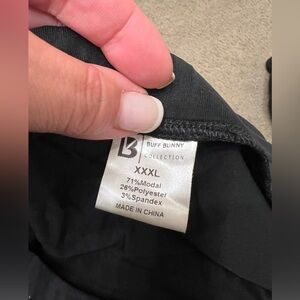 B
BUFF BUNNY
COLLECTION
XXXL
71%Modal
26%Polyester
3%Spandex
MADE IN CHINA